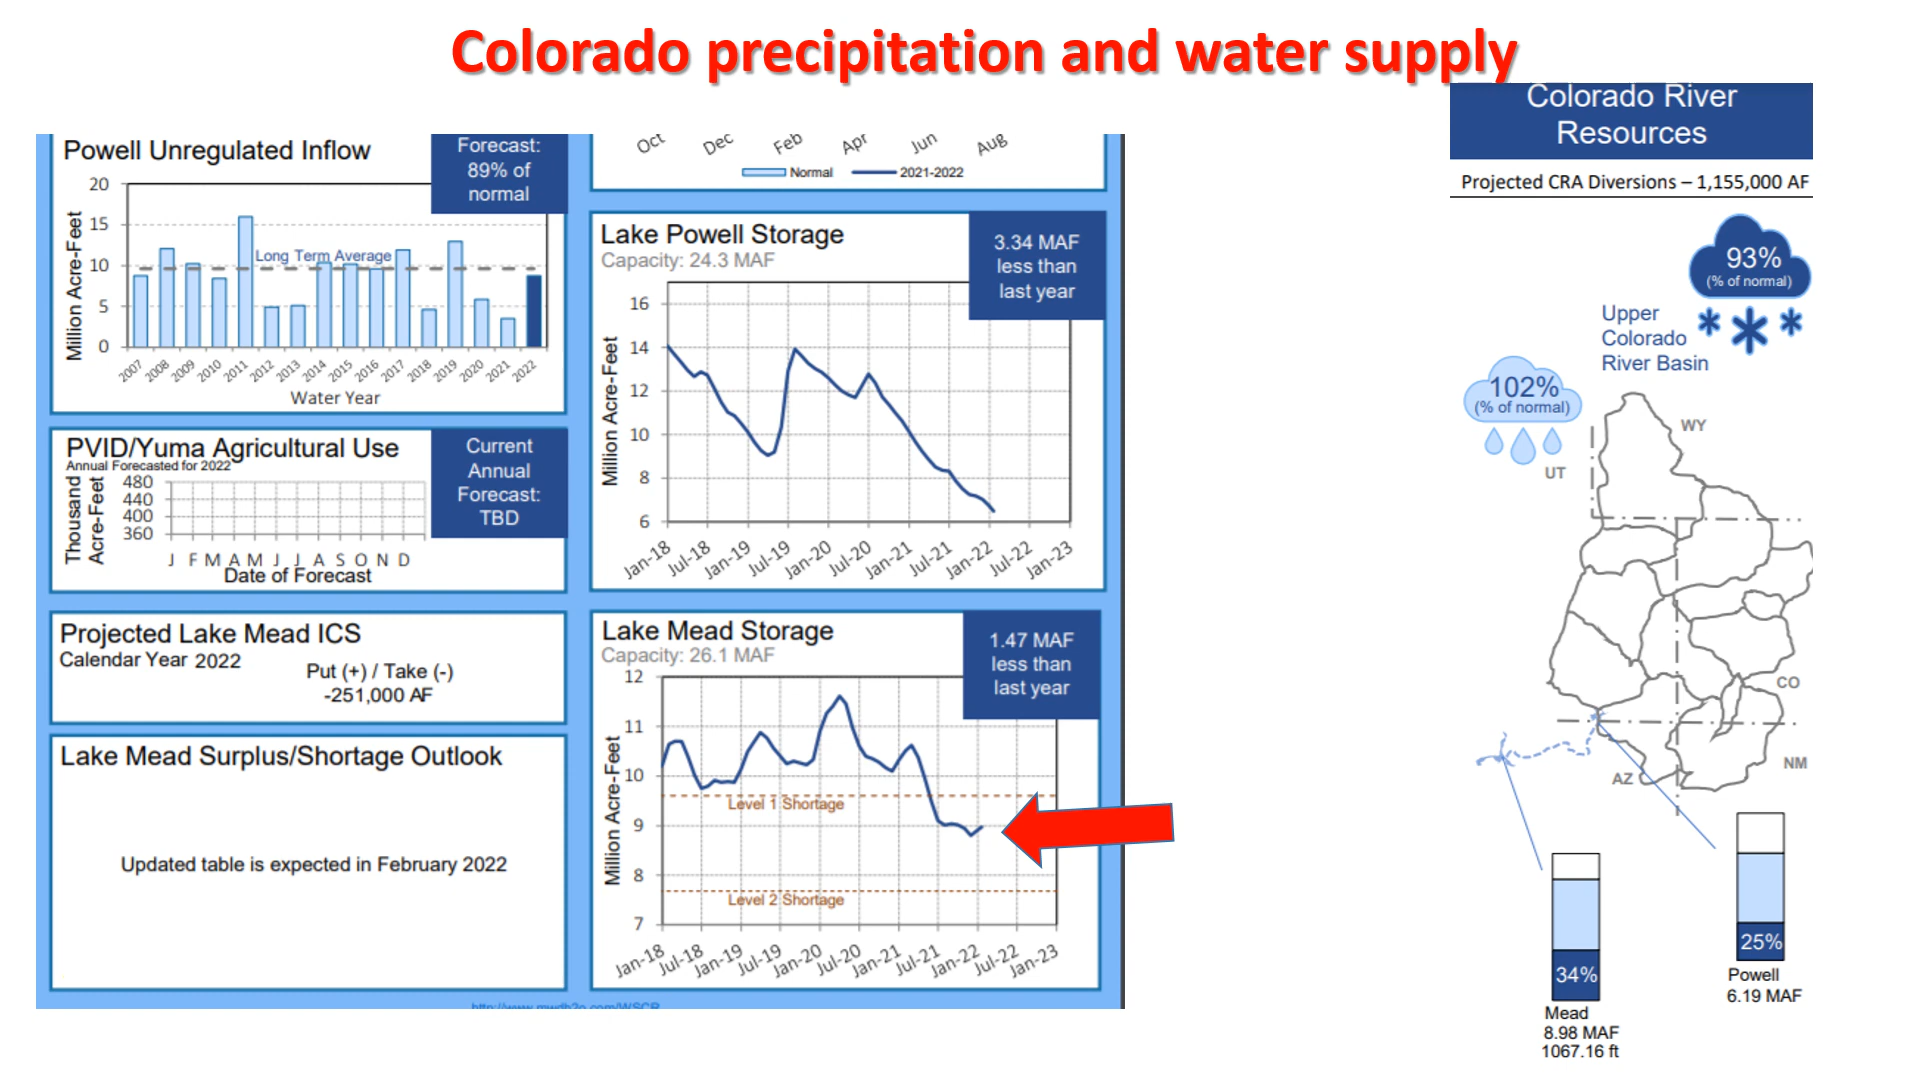 Colorado precipitation and water supply
Powell Unregulated Inflow
Forecast:
89% of
normal
Million Acre-Feet
20
15
10
5
0
Long Term Average
2007
2008
2009
2010
2011
2012
2013
2014
2015
2016
2017
2018
2019
2020
2021
2022
Water Year
PVID/Yuma Agricultural Use
Annual Forecasted for 2022
Current
Annual
Forecast:
TBD
Thousand
Acre-Feet
480
440
400
360
J F M A M J J A S O N D
Date of Forecast
Projected Lake Mead ICS
Calendar Year 2022
Put (+) / Take (-)
-251,000 AF
Lake Mead Surplus/Shortage Outlook
Updated table is expected in February 2022
Oct
Dec
Feb
Apr
Jun
Aug
Normal
2021-2022
Lake Powell Storage
Capacity: 24.3 MAF
3.34 MAF
less than
last year
Million Acre-Feet
16
14
12
10
8
6
Jan-18
Jul-18
Jan-19
Jul-19
Jan-20
Jul-20
Jan-21
Jul-21
Jan-22
Jul-22
Jan-23
Lake Mead Storage
Capacity: 26.1 MAF
1.47 MAF
less than
last year
Million Acre-Feet
12
11
10
9
8
7
Level 1 Shortage
Level 2 Shortage
Jan-18
Jul-18
Jan-19
Jul-19
Jan-20
Jul-20
Jan-21
Jul-21
Jan-22
Jul-22
Jan-23
http://www.mwdh2o.com/WSCR
Colorado River
Resources
Projected CRA Diversions – 1,155,000 AF
93%
(% of normal)
Upper
Colorado
River Basin
102%
(% of normal)
WY
UT
CO
AZ
NM
34%
Mead
8.98 MAF
1067.16 ft
25%
Powell
6.19 MAF